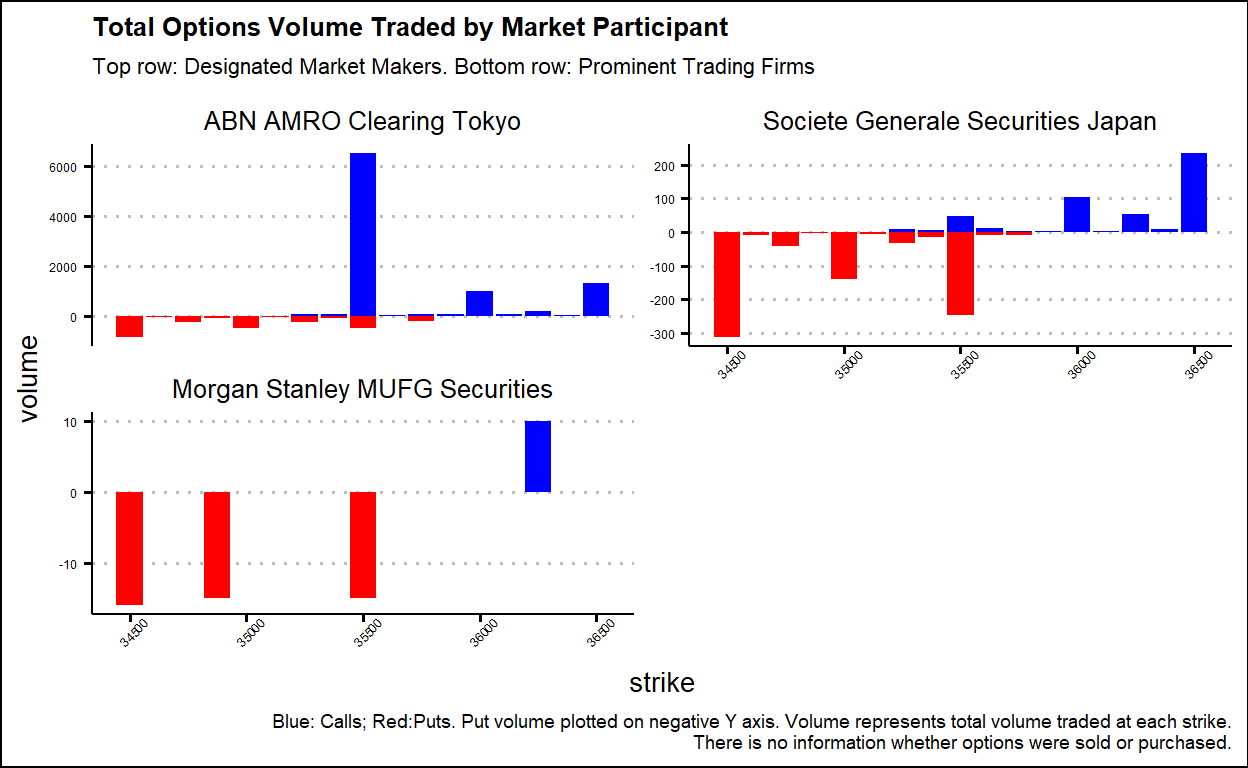 Total Options Volume Traded by Market Participant
Top row: Designated Market Makers. Bottom row: Prominent Trading Firms
ABN AMRO Clearing Tokyo
6000
4000
2000
0
Societe Generale Securities Japan
200
100
0
-100
-200
-300
34500
35000
35500
36000
36500
volume
Morgan Stanley MUFG Securities
10
0
-10
34500
35000
35500
36000
36500
strike
Blue: Calls; Red:Puts. Put volume plotted on negative Y axis. Volume represents total volume traded at each strike.
There is no information whether options were sold or purchased.